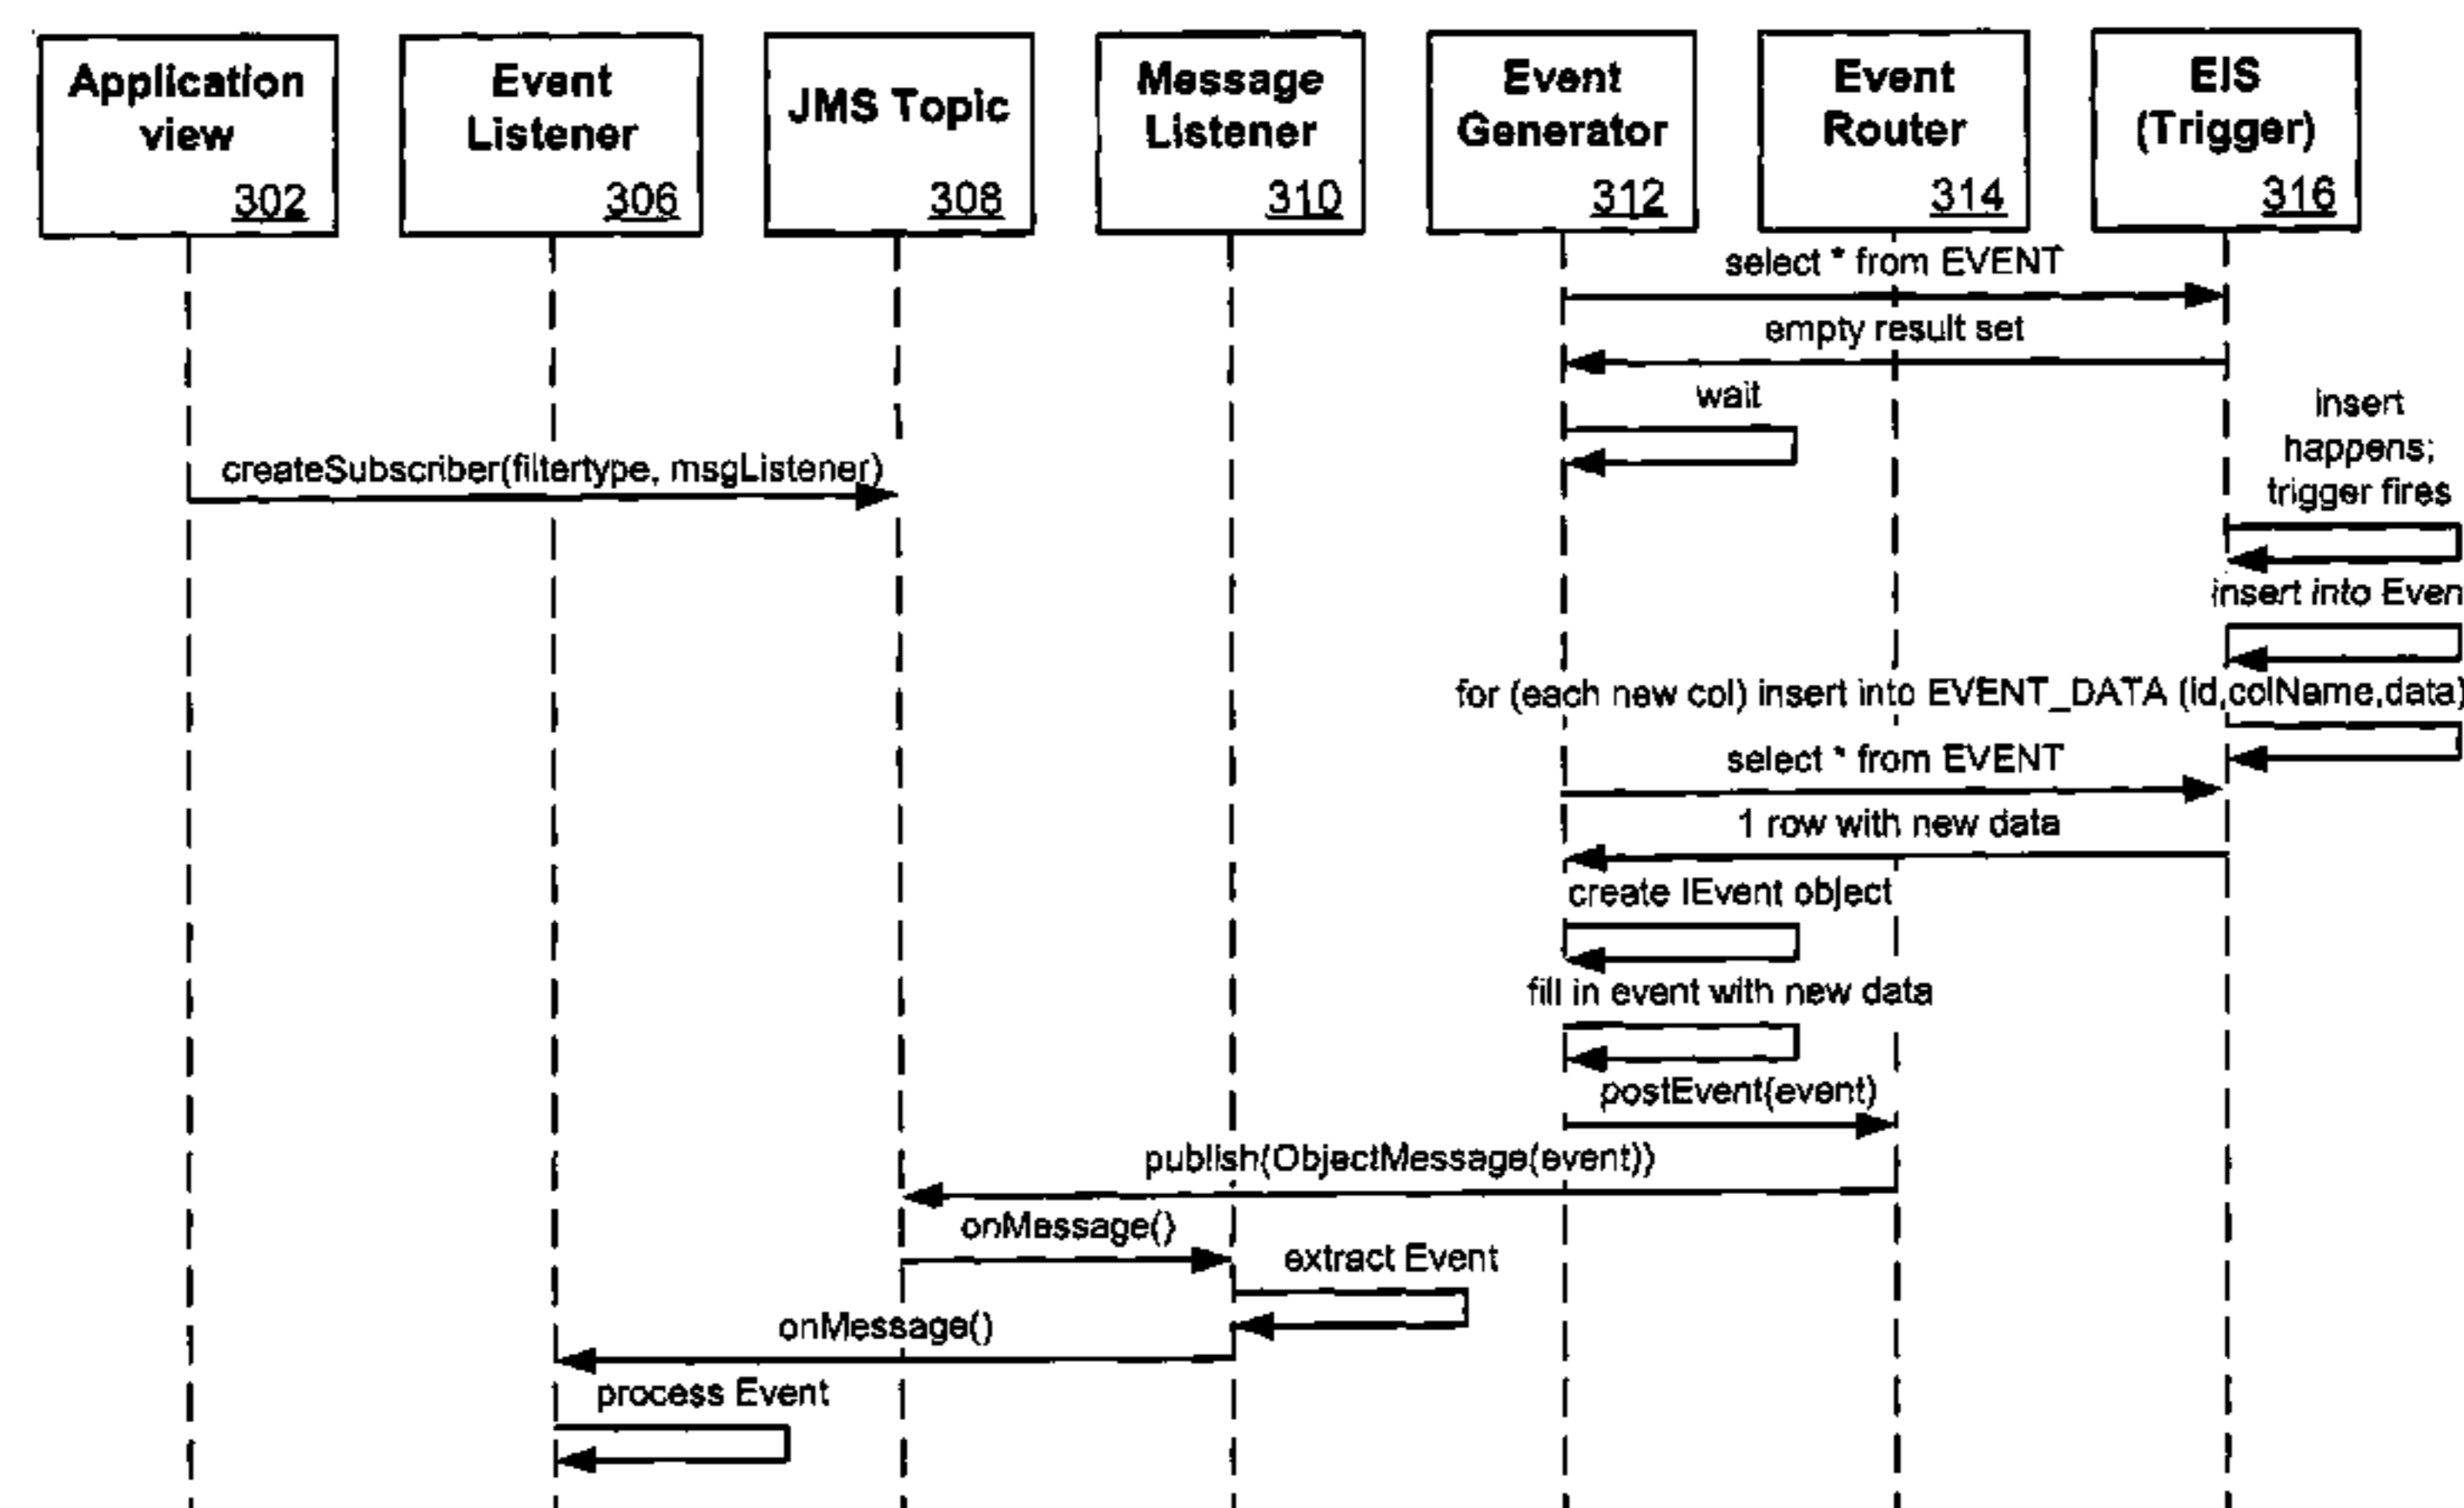 Application
view
302
Event
Listener
306
JMS Topic
308
Message
Listener
310
Event
Generator
312
Event
Router
314
EIS
(Trigger)
316
select * from EVENT
empty result set
wait
insert
happens;
trigger fires
createSubscriber(filtertype, msgListener)
insert into Even
for (each new col) insert into EVENT_DATA (id,colName,data)
select * from EVENT
1 row with new data
create IEvent object
fill in event with new data
postEvent(event)
publish(ObjectMessage(event))
onMessage()
extract Event
onMessage()
process Event